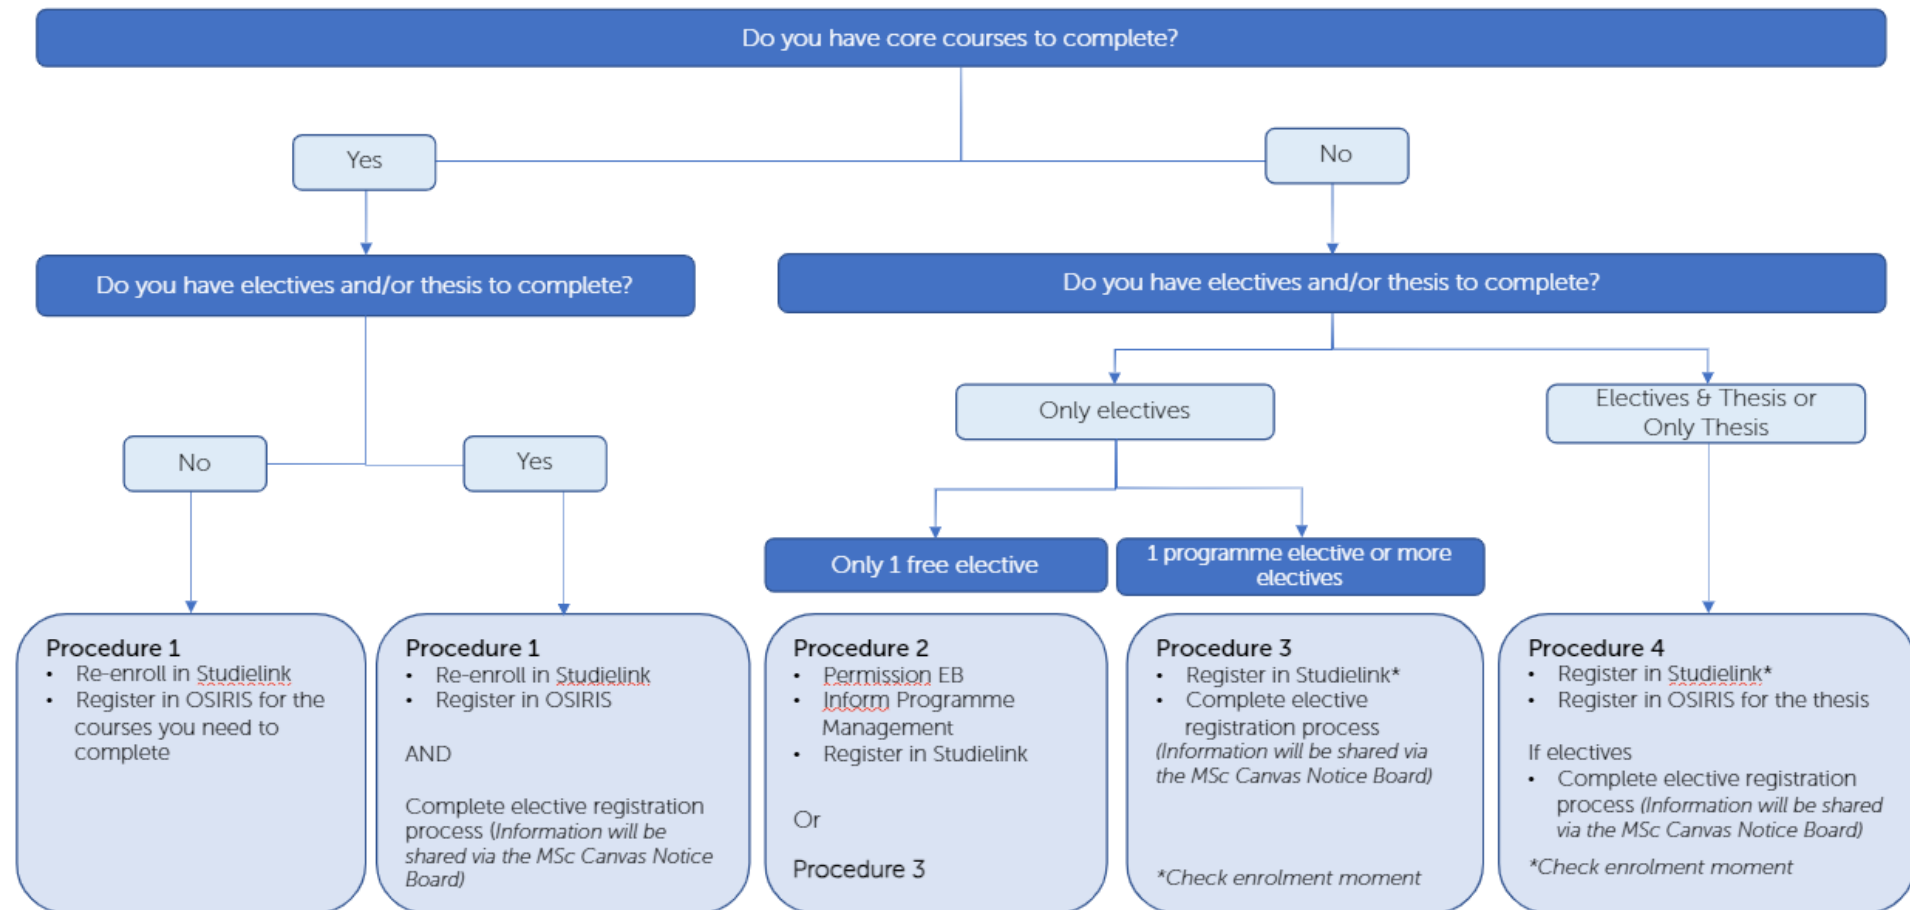 Do you have core courses to complete?
Yes
No
Do you have electives and/or thesis to complete?
Do you have electives and/or thesis to complete?
Only electives
Electives & Thesis or
Only Thesis
No
Yes
Only 1 free elective
1 programme elective or more
electives
Procedure 1
• Re-enroll in Studielink
• Register in OSIRIS for the
courses you need to
complete
Procedure 1
• Re-enroll in Studielink
• Register in OSIRIS
AND
Complete elective registration
process (Information will be
shared via the MSc Canvas Notice
Board)
Procedure 2
• Permission EB
• Inform Programme
Management
• Register in Studielink
Or
Procedure 3
Procedure 3
• Register in Studielink*
• Complete elective
registration process
(Information will be shared via
the MSc Canvas Notice Board)
*Check enrolment moment
Procedure 4
• Register in Studielink*
• Register in OSIRIS for the thesis
If electives
• Complete elective registration
process (Information will be shared
via the MSc Canvas Notice Board)
*Check enrolment moment